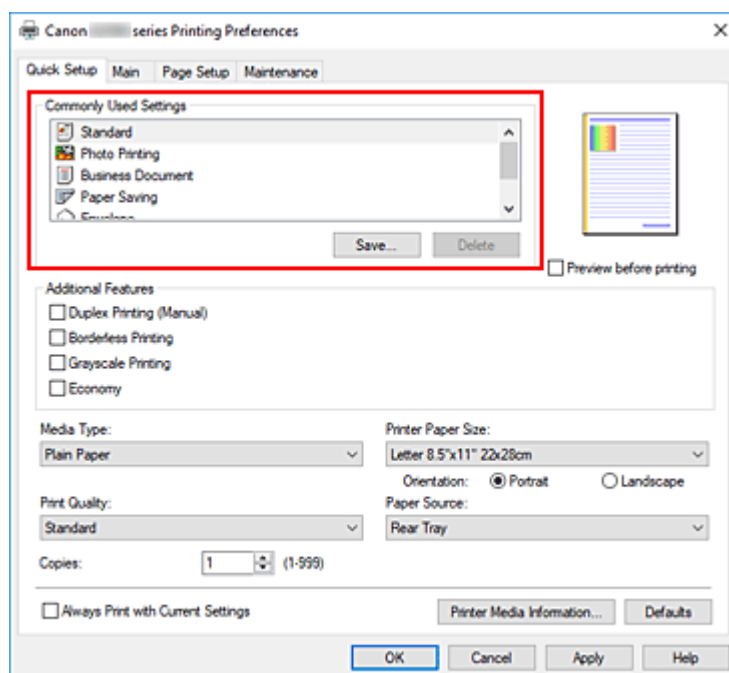 Canon series Printing Preferences
Quick Setup Main Page Setup Maintenance
Commonly Used Settings
Standard
Photo Printing
Business Document
Paper Saving
Envelope
Save... Delete
Preview before printing
Additional Features
Duplex Printing (Manual)
Borderless Printing
Grayscale Printing
Economy
Media Type: Printer Paper Size:
Plain Paper Letter 8.5"x11" 22x28cm
Orientation: Portrait Landscape
Print Quality: Paper Source:
Standard Rear Tray
Copies: 1 (1-999)
Always Print with Current Settings Printer Media Information... Defaults
OK Cancel Apply Help